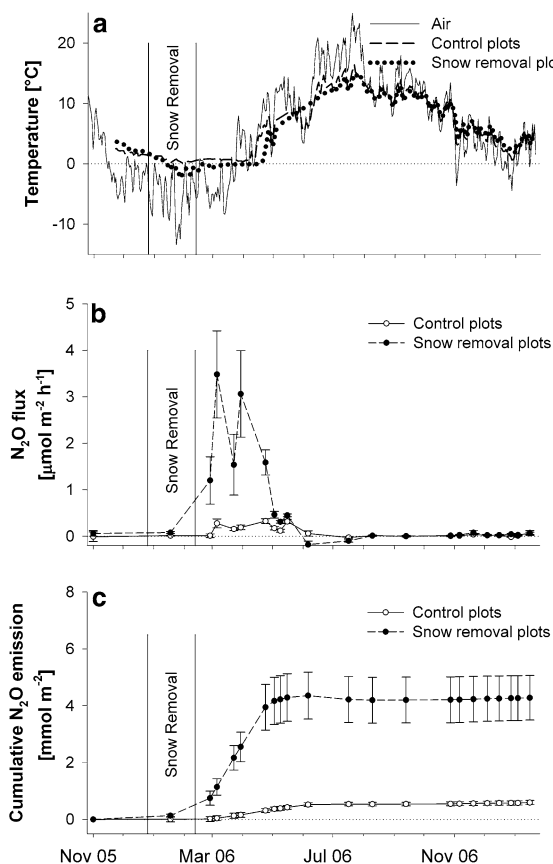 a
Air
Control plots
Snow removal plo
Snow Removal
Temperature [°C]
20
10
0
-10
b
Control plots
Snow removal plots
Snow Removal
N₂O flux
[µmol m⁻² h⁻¹]
5
4
3
2
1
0
c
Control plots
Snow removal plots
Snow Removal
Cumulative N₂O emission
[mmol m⁻²]
8
6
4
2
0
Nov 05 Mar 06 Jul 06 Nov 06